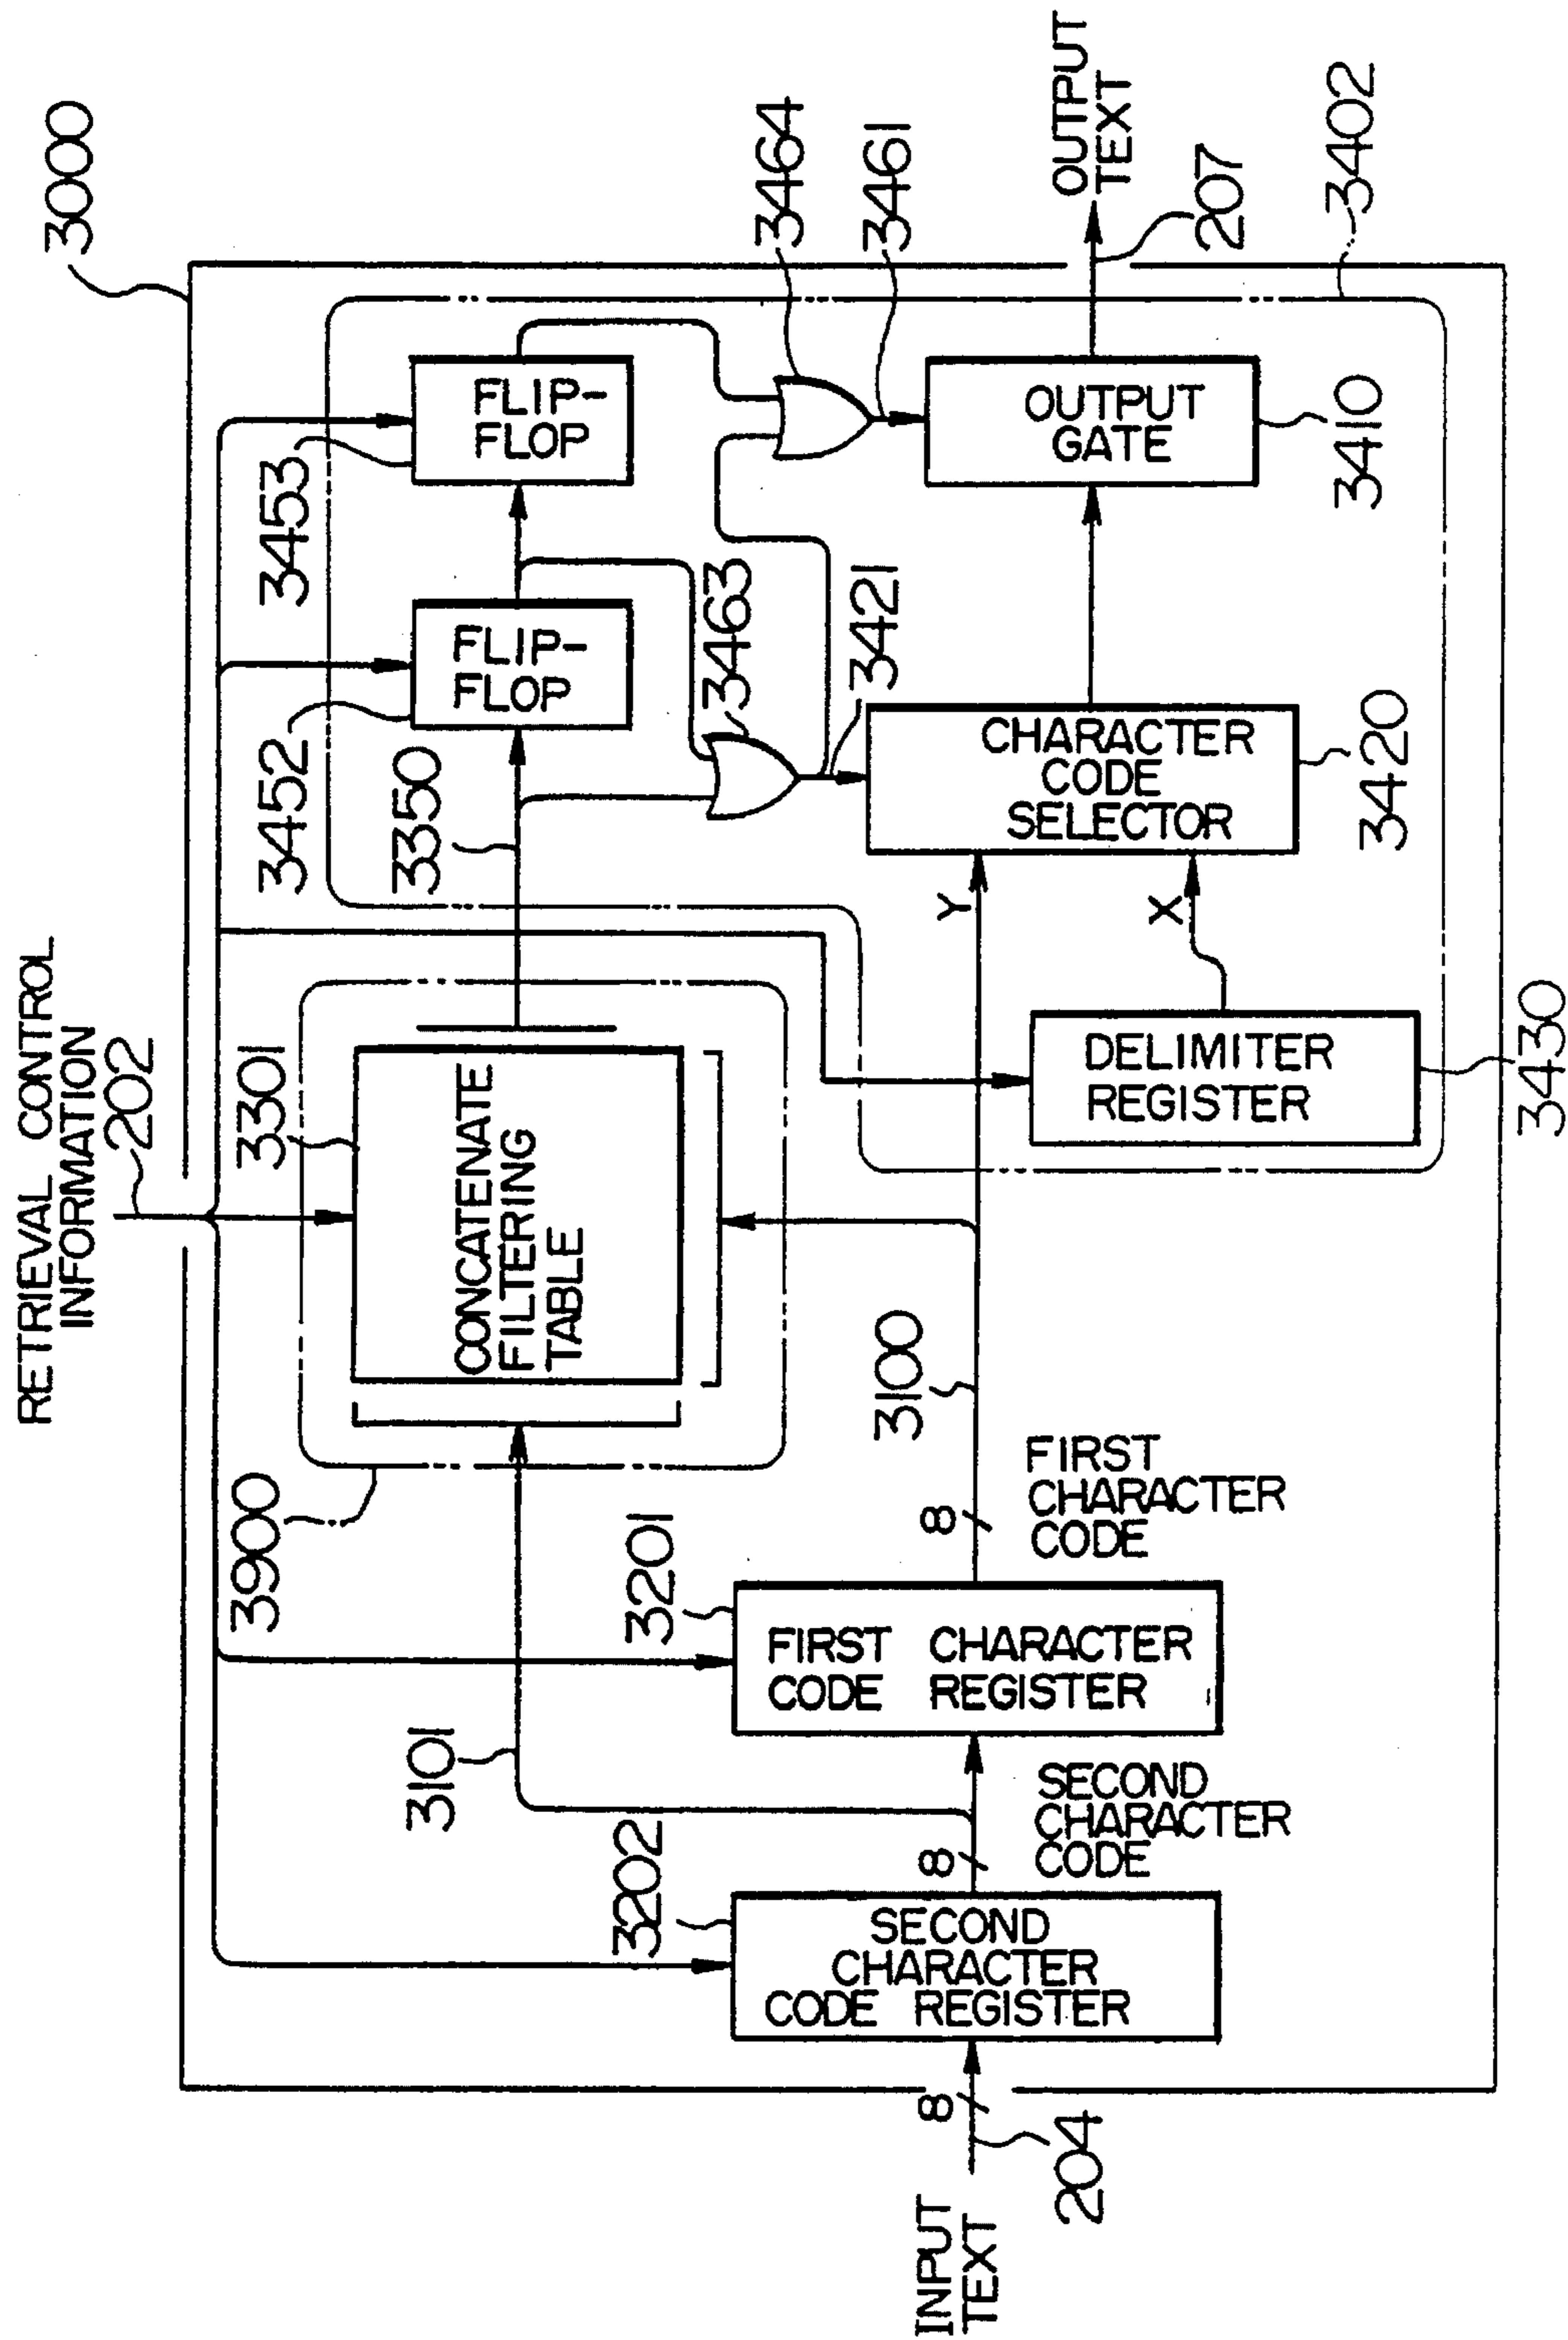 3000
RETRIEVAL CONTROL
INFORMATION
202
3900
3301
CONCATENATE
FILTERING
TABLE
3350
3452
FLIP-
FLOP
3453
FLIP-
FLOP
3463
3464
3421
3461
3101
3202
SECOND
CHARACTER
CODE REGISTER
3201
FIRST CHARACTER
CODE REGISTER
3100
INPUT
TEXT
204
8
8
SECOND
CHARACTER
CODE
8
FIRST
CHARACTER
CODE
Y
X
DELIMITER
REGISTER
3430
CHARACTER
CODE
SELECTOR
3420
OUTPUT
GATE
3410
OUTPUT
TEXT
207
3402